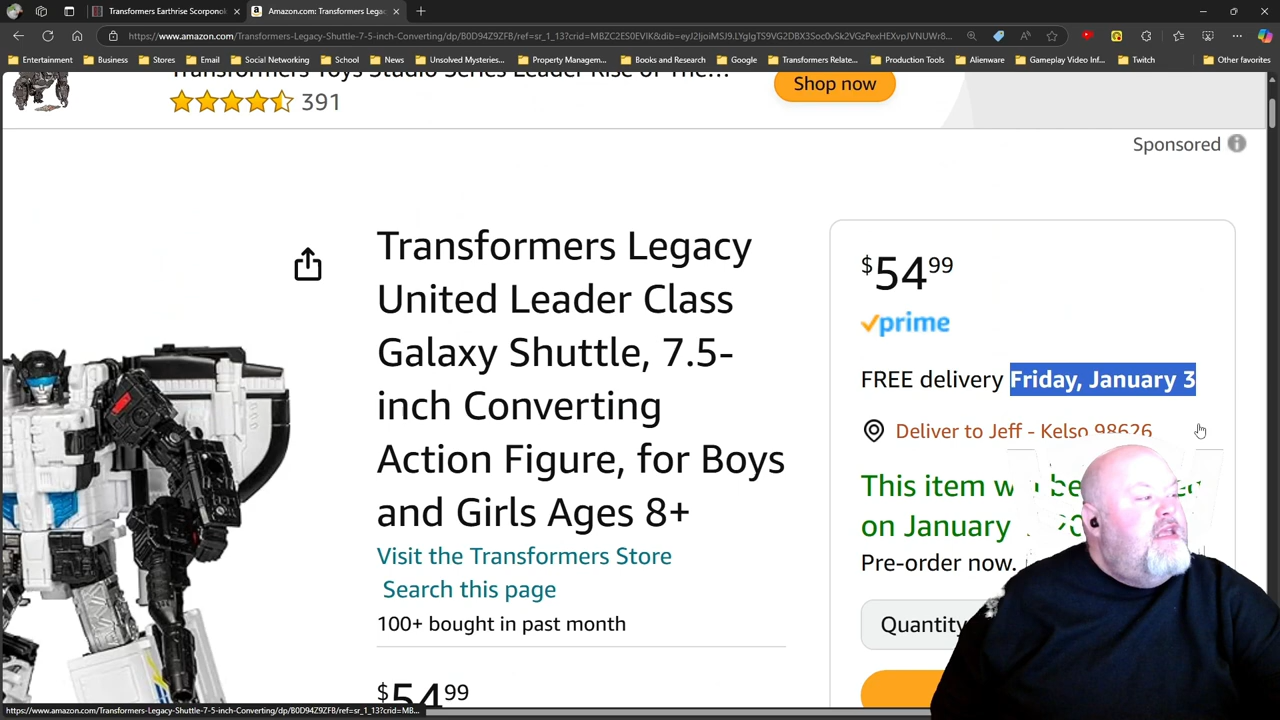 Transformers Earthrise Scorponok
Amazon.com: Transformers Legac
https://www.amazon.com/Transformers-Legacy-Shuttle-7-5-inch-Converting/dp/B0D94Z9ZFB/ref=sr_1_13?crid=MBZC2ES0EVIK&dib=
Entertainment Business Stores Email Social Networking School News Unsolved Mysteries... Property Managem... Books and Research Google Transformers Relate... Production Tools Alienware Gameplay Video Inf... Twitch Other favorites
Transformers Toys Studio Series Leader Rise of The...
391
Shop now
Sponsored
Transformers Legacy
United Leader Class
Galaxy Shuttle, 7.5-
inch Converting
Action Figure, for Boys
and Girls Ages 8+
Visit the Transformers Store
Search this page
100+ bought in past month
$54 99
$54 99
prime
FREE delivery Friday, January 3
Deliver to Jeff - Kelso 98626
This item
on January
Pre-order now.
Quantity
https://www.amazon.com/Transformers-Legacy-Shuttle-7-5-inch-Converting/dp/B0D94Z9ZFB/ref=sr_1_13?crid=MB...